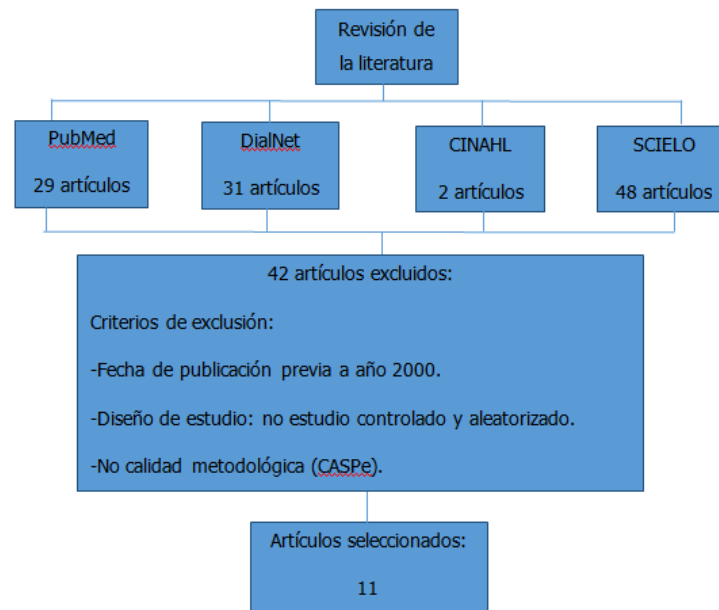 Revisión de
la literatura
PubMed
29 artículos
DialNet
31 artículos
CINAHL
2 artículos
SCIELO
48 artículos
42 artículos excluidos:
Criterios de exclusión:
-Fecha de publicación previa a año 2000.
-Diseño de estudio: no estudio controlado y aleatorizado.
-No calidad metodológica (CASPe).
Artículos seleccionados:
11